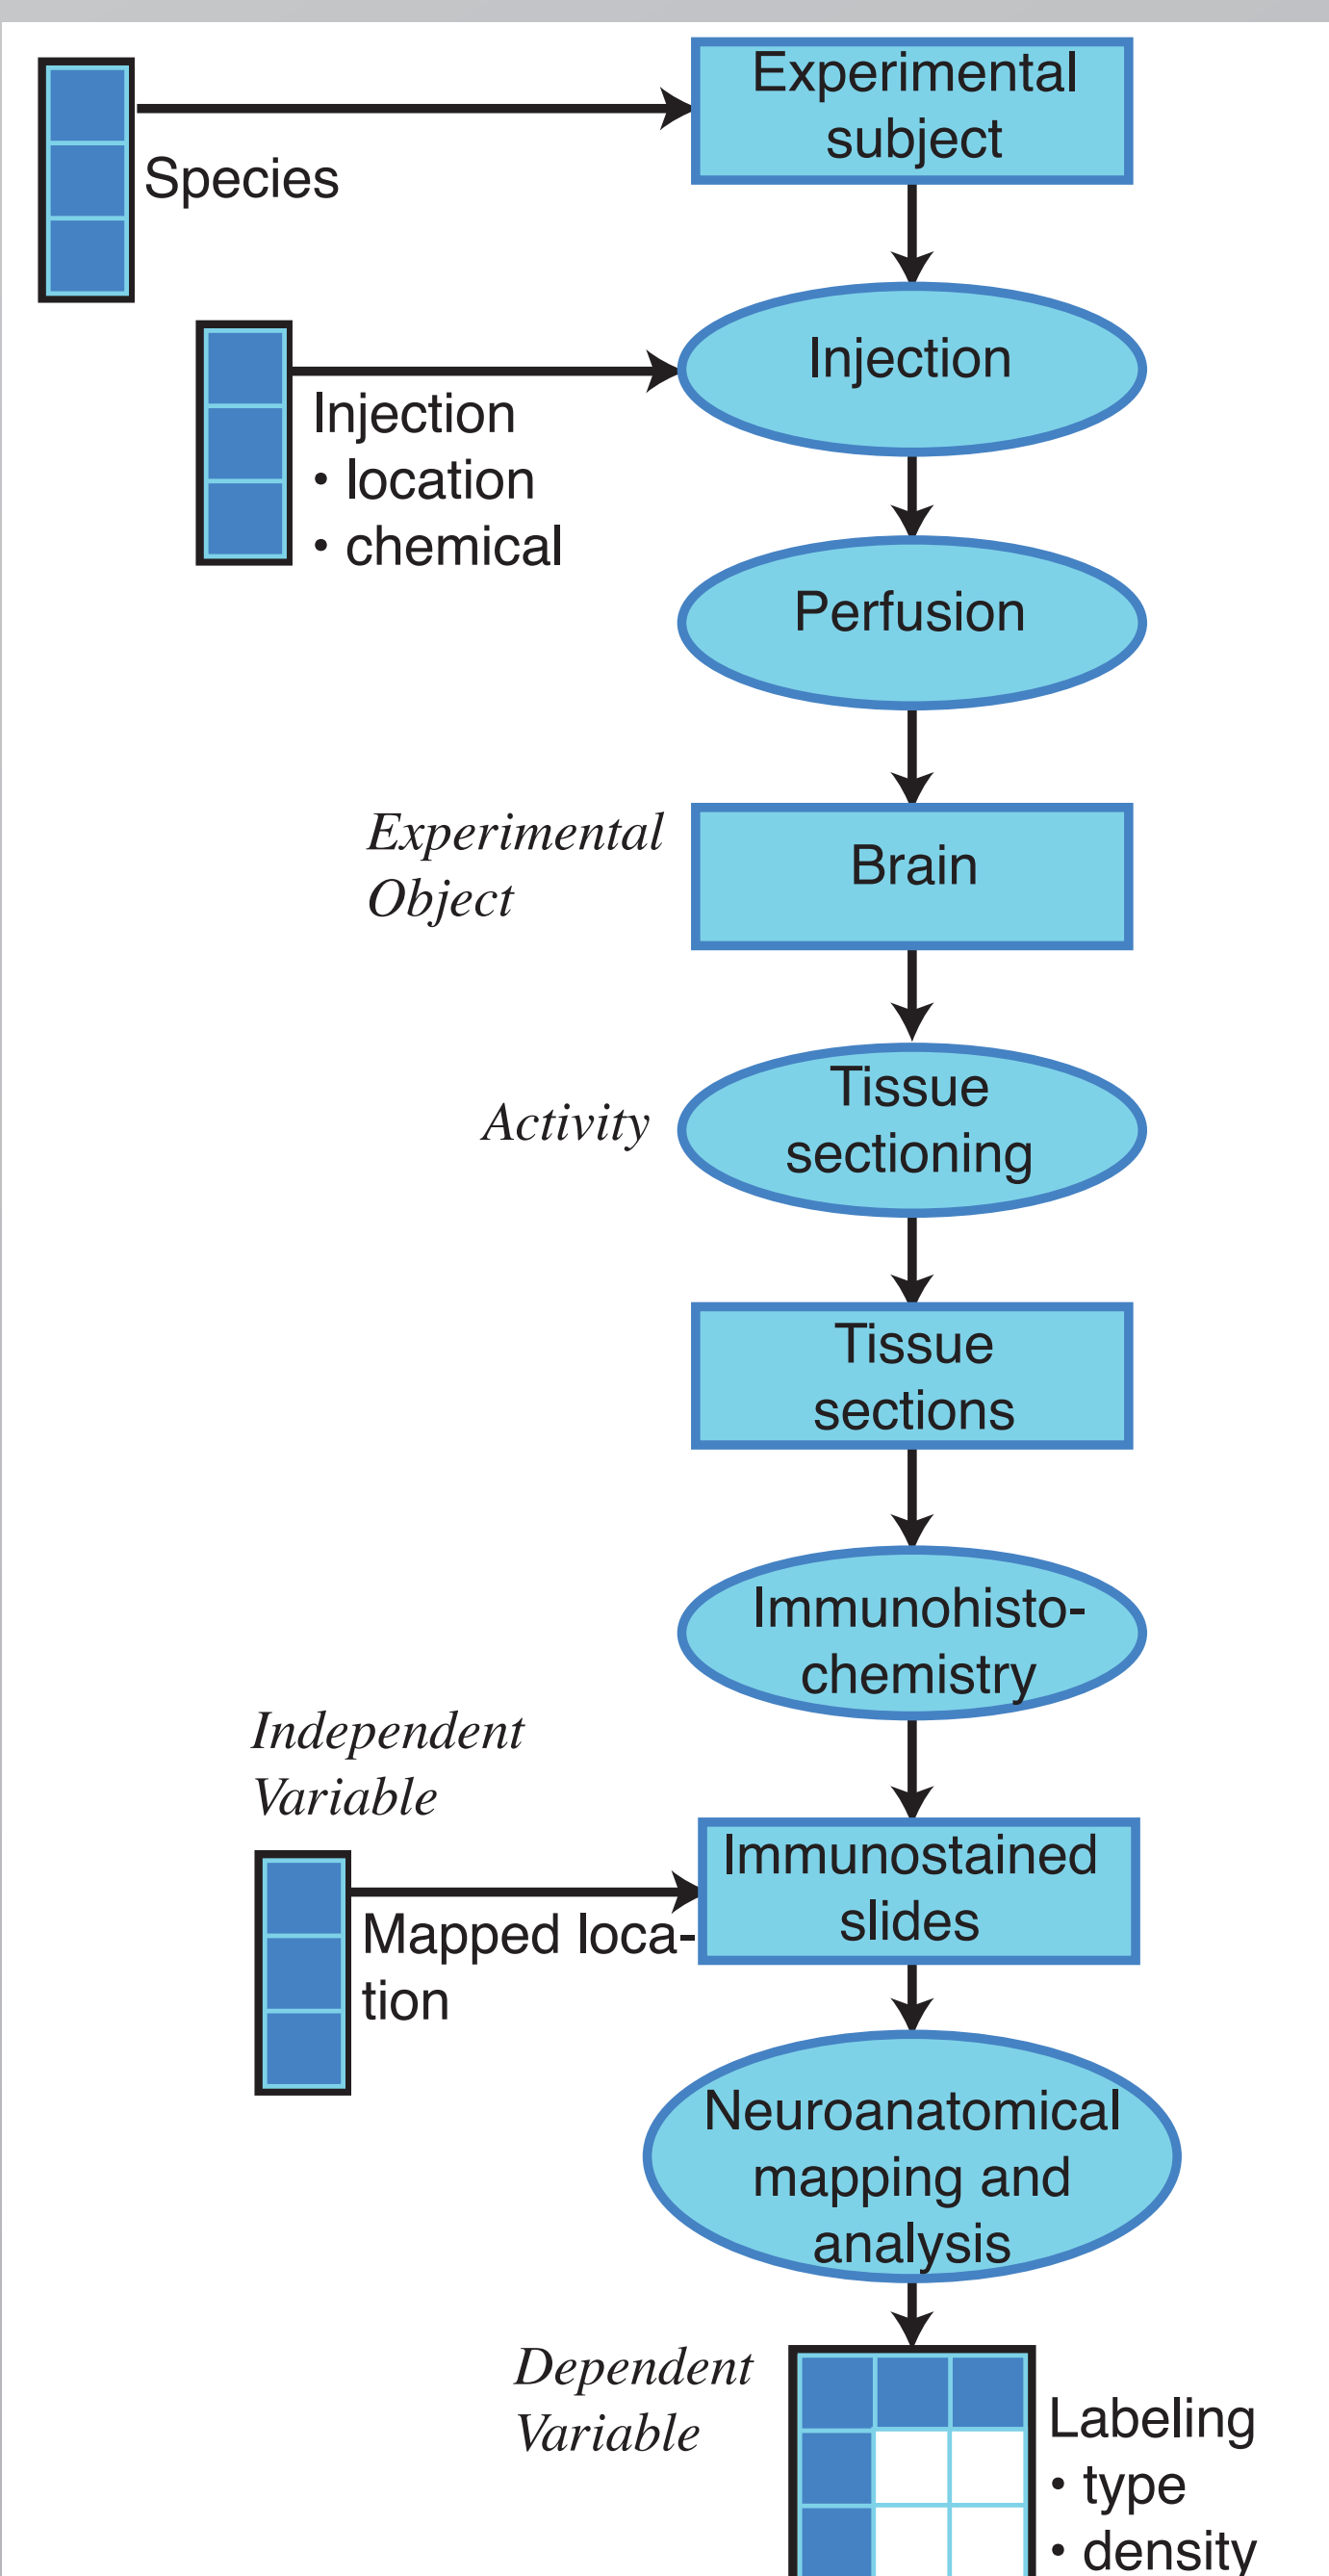 Experimental
subject
Species
Injection
Injection
• location
• chemical
Perfusion
Experimental
Object
Brain
Activity
Tissue
sectioning
Tissue
sections
Immunohisto-
chemistry
Independent
Variable
Immunostained
slides
Mapped loca-
tion
Neuroanatomical
mapping and
analysis
Dependent
Variable
Labeling
• type
• density